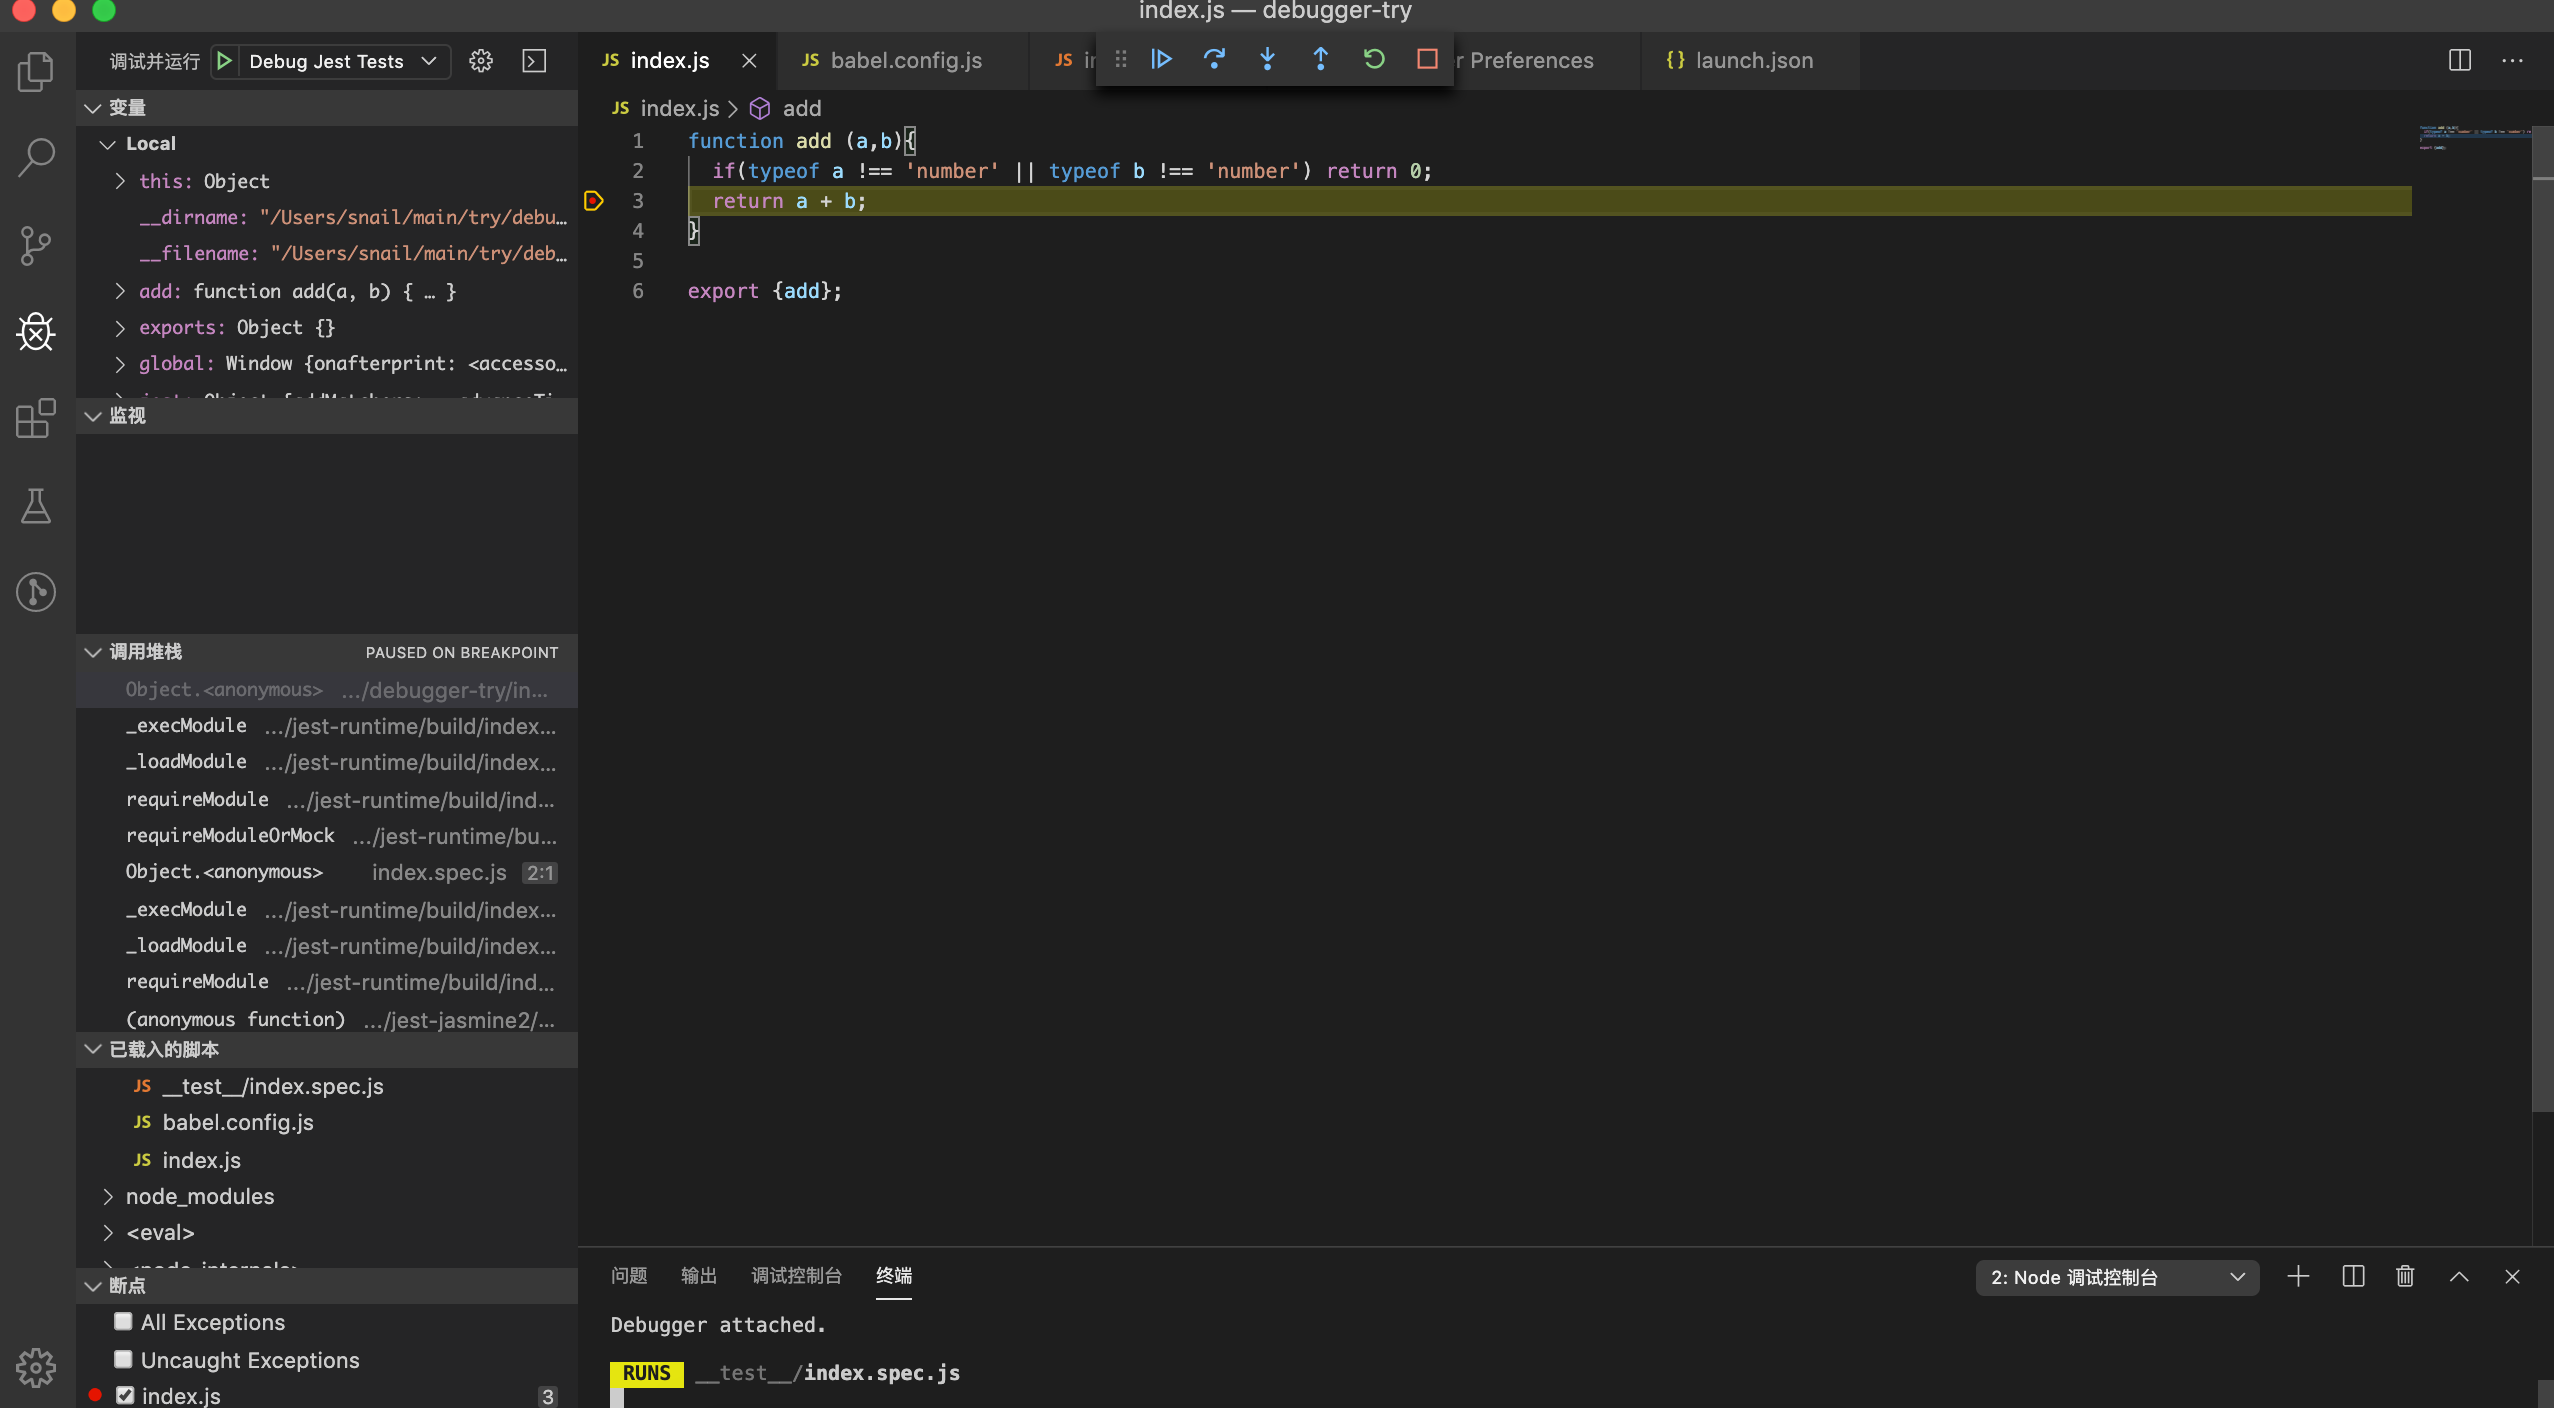 index.js — debugger-try
调试并运行 Debug Jest Tests
JS index.js
JS babel.config.js
JS
Preferences
{} launch.json
JS index.js > add
变量
Local
this: Object
__dirname: "/Users/snail/main/try/debu…
__filename: "/Users/snail/main/try/deb…
add: function add(a, b) { … }
exports: Object {}
global: Window {onafterprint: <accesso…
监视
调用堆栈 PAUSED ON BREAKPOINT
Object.<anonymous> .../debugger-try/in...
_execModule .../jest-runtime/build/index...
_loadModule .../jest-runtime/build/index...
requireModule .../jest-runtime/build/ind...
requireModuleOrMock .../jest-runtime/bu...
Object.<anonymous> index.spec.js 2:1
_execModule .../jest-runtime/build/index...
_loadModule .../jest-runtime/build/index...
requireModule .../jest-runtime/build/ind...
(anonymous function) .../jest-jasmine2/...
已载入的脚本
JS __test__/index.spec.js
JS babel.config.js
JS index.js
node_modules
<eval>
断点
All Exceptions
Uncaught Exceptions
index.js 3
1 function add (a,b){
2 if(typeof a !== 'number' || typeof b !== 'number') return 0;
3 return a + b;
4 }
5
6 export {add};
问题 输出 调试控制台 终端
2: Node 调试控制台
Debugger attached.
RUNS __test__/index.spec.js